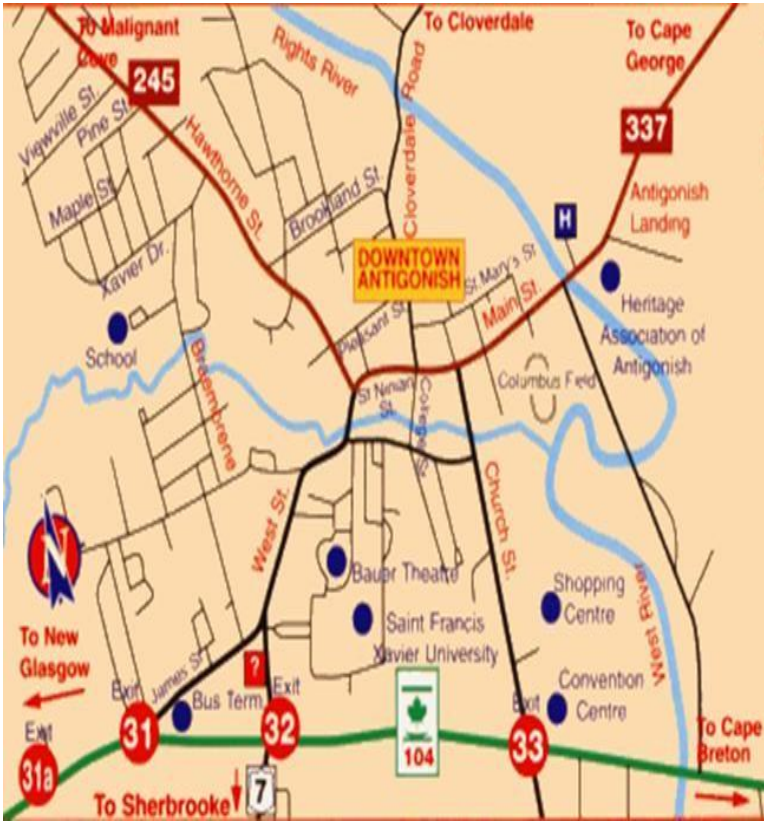 To Malignant
Cove
245
To Cloverdale
To Cape
George
337
Rights River
Cloverdale Road
Viewville St.
Pine St.
Maple St.
Hawthorne St.
Brookland St.
Xavier Dr.
School
DOWNTOWN
ANTIGONISH
H
Antigonish
Landing
St. Mary's St
Main St.
Pleasant St.
Heritage
Association of
Antigonish
Columbus Field
St Ninian
St.
College St
Braembrene
West St.
Church St.
N
Bauer Theatre
Saint Francis
Xavier University
Shopping
Centre
West River
Convention
Centre
To New
Glasgow
Exit
31a
Exit
31
James St
Bus Term.
?
Exit
32
104
Exit
33
To Cape
Breton
To Sherbrooke
7